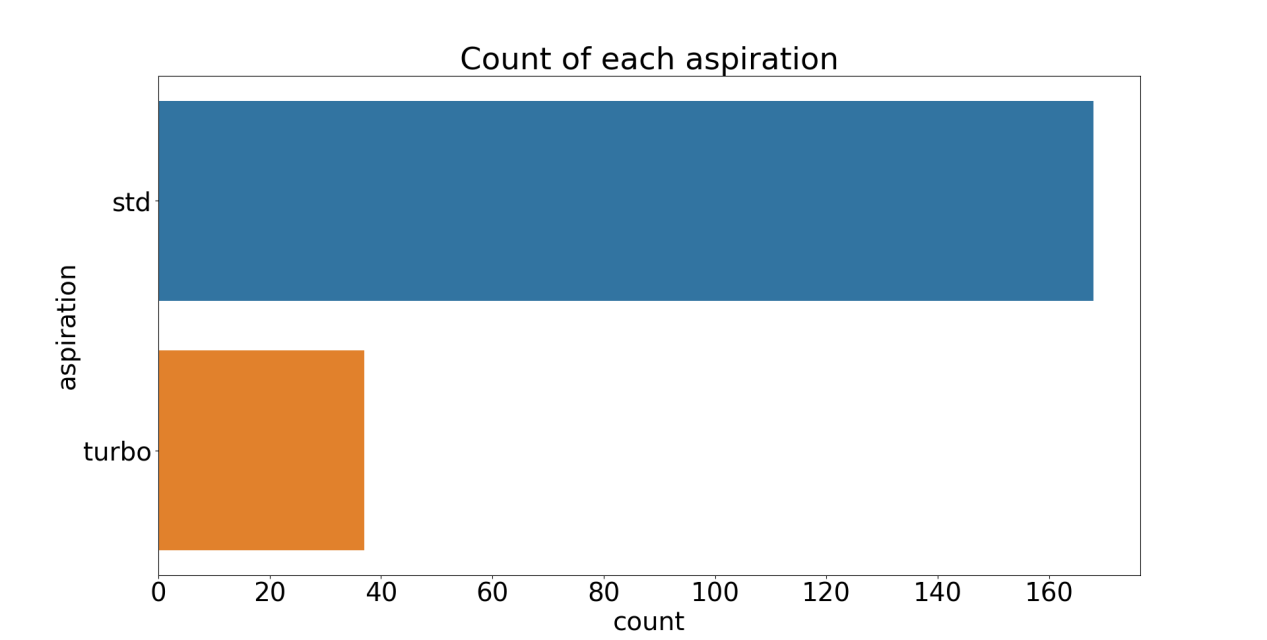 Count of each aspiration
std
aspiration
turbo
0 20 40 60 80 100 120 140 160
count